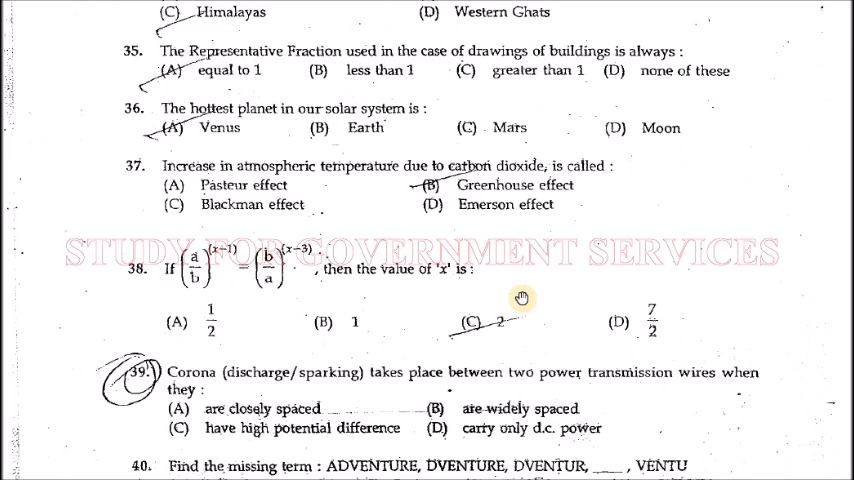 (C) Himalayas (D) Western Ghats
35. The Representative Fraction used in the case of drawings of buildings is always :
(A) equal to 1 (B) less than 1 (C) greater than 1 (D) none of these
36. The hottest planet in our solar system is :
(A) Venus (B) Earth (C) Mars (D) Moon
37. Increase in atmospheric temperature due to carbon dioxide, is called :
(A) Pasteur effect (B) Greenhouse effect
(C) Blackman effect (D) Emerson effect
STUDY FOR GOVERNMENT SERVICES
38. If (a/b)^(x−1) = (b/a)^(x−3), then the value of 'x' is :
(A) 1/2 (B) 1 (C) 2 (D) 7/2
39. Corona (discharge/sparking) takes place between two power transmission wires when
they :
(A) are closely spaced (B) are widely spaced
(C) have high potential difference (D) carry only d.c. power
40. Find the missing term : ADVENTURE, DVENTURE, DVENTUR, ___ , VENTU